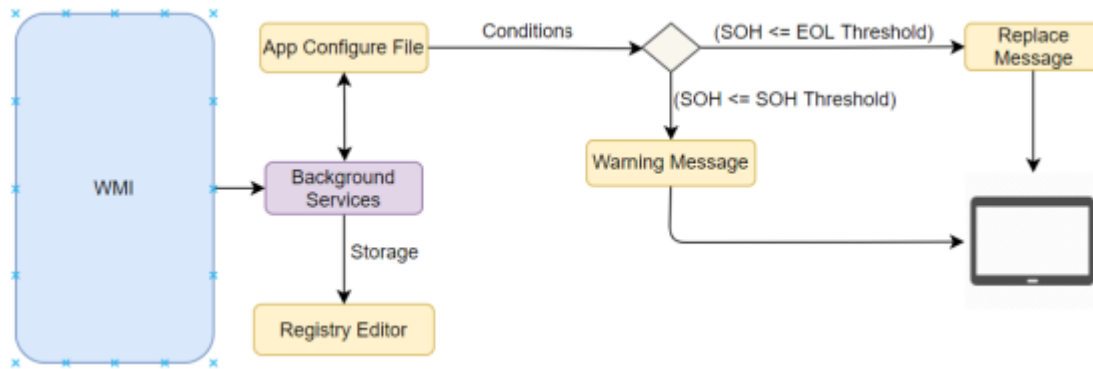 App Configure File
Conditions
(SOH <= EOL Threshold)
Replace
Message
(SOH <= SOH Threshold)
Warning Message
WMI
Background
Services
Storage
Registry Editor